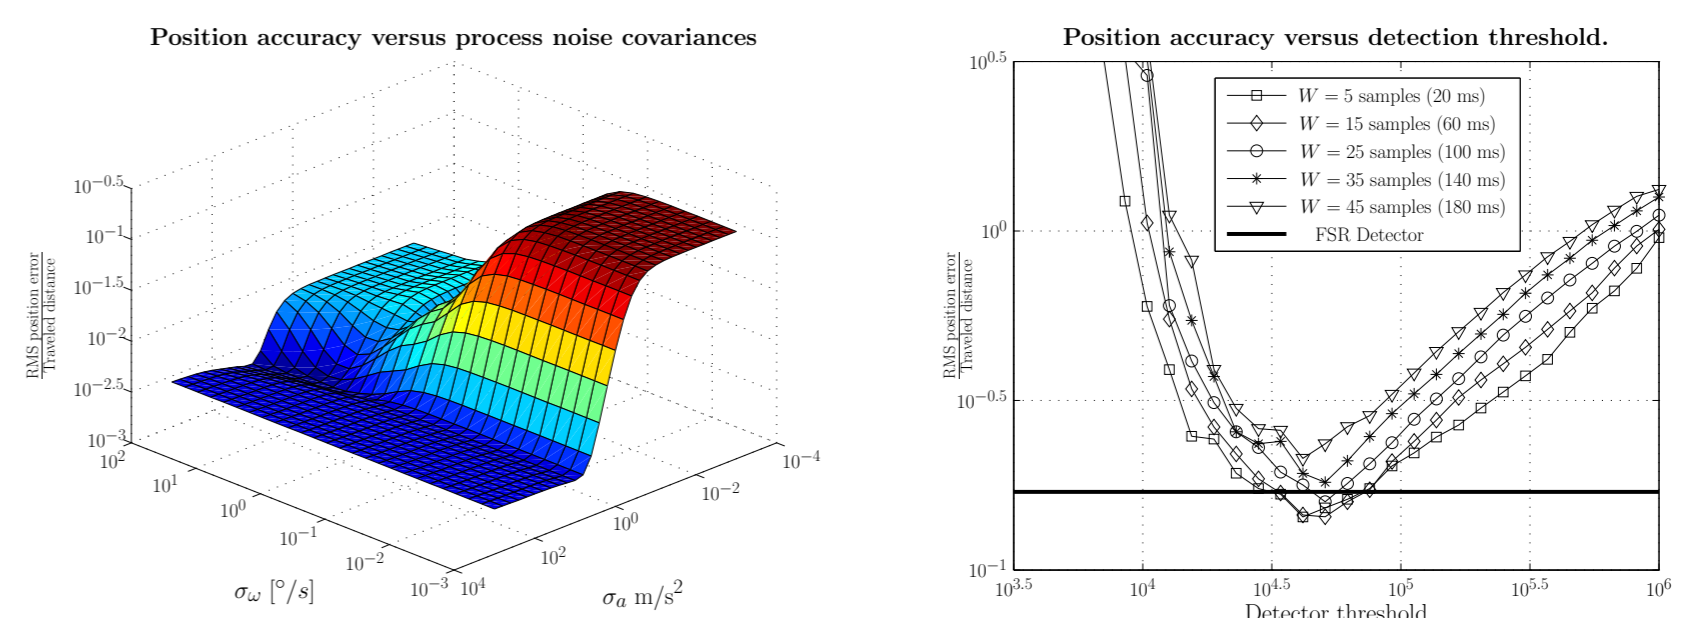 Position accuracy versus process noise covariances
RMS position error
Traveled distance
10^−0.5
10^−1
10^−1.5
10^−2
10^−2.5
10^−3
10^2
10^1
10^0
10^−1
10^−2
10^−3
σ_ω [°/s]
10^4
10^2
10^0
10^−2
10^−4
σ_a m/s^2
Position accuracy versus detection threshold.
RMS position error
Traveled distance
10^0.5
10^0
10^−0.5
10^−1
W = 5 samples (20 ms)
W = 15 samples (60 ms)
W = 25 samples (100 ms)
W = 35 samples (140 ms)
W = 45 samples (180 ms)
FSR Detector
10^3.5
10^4
10^4.5
10^5
10^5.5
10^6
Detector threshold